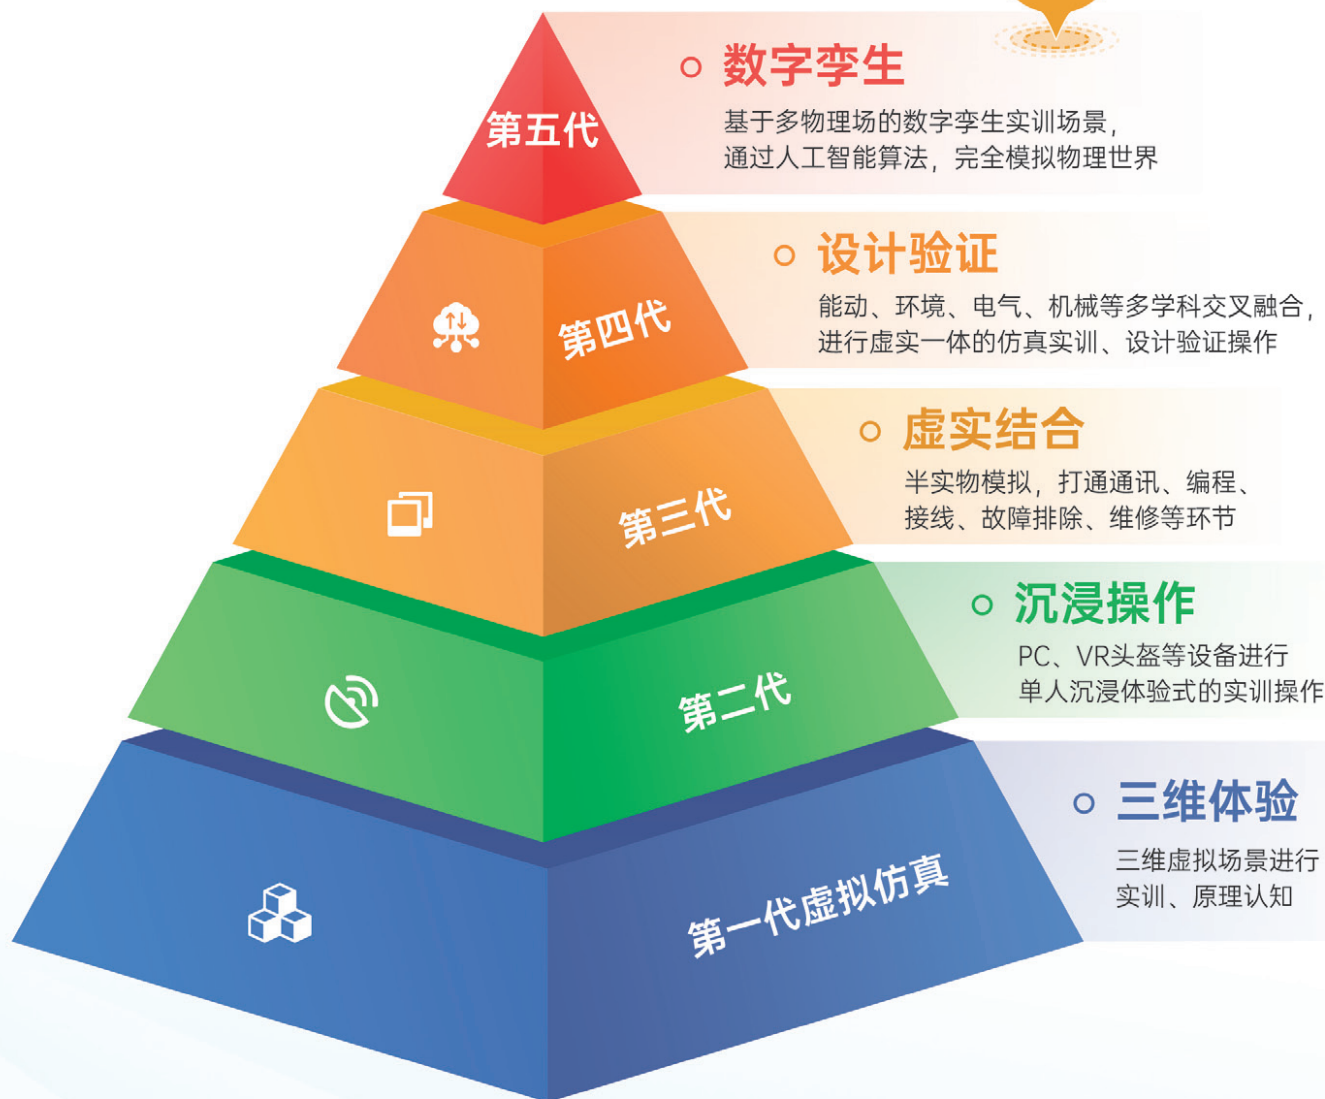 第五代
数字孪生
基于多物理场的数字孪生实训场景，
通过人工智能算法，完全模拟物理世界
第四代
设计验证
能动、环境、电气、机械等多学科交叉融合，
进行虚实一体的仿真实训、设计验证操作
第三代
虚实结合
半实物模拟，打通通讯、编程、
接线、故障排除、维修等环节
第二代
沉浸操作
PC、VR头盔等设备进行
单人沉浸体验式的实训操作
第一代虚拟仿真
三维体验
三维虚拟场景进行
实训、原理认知